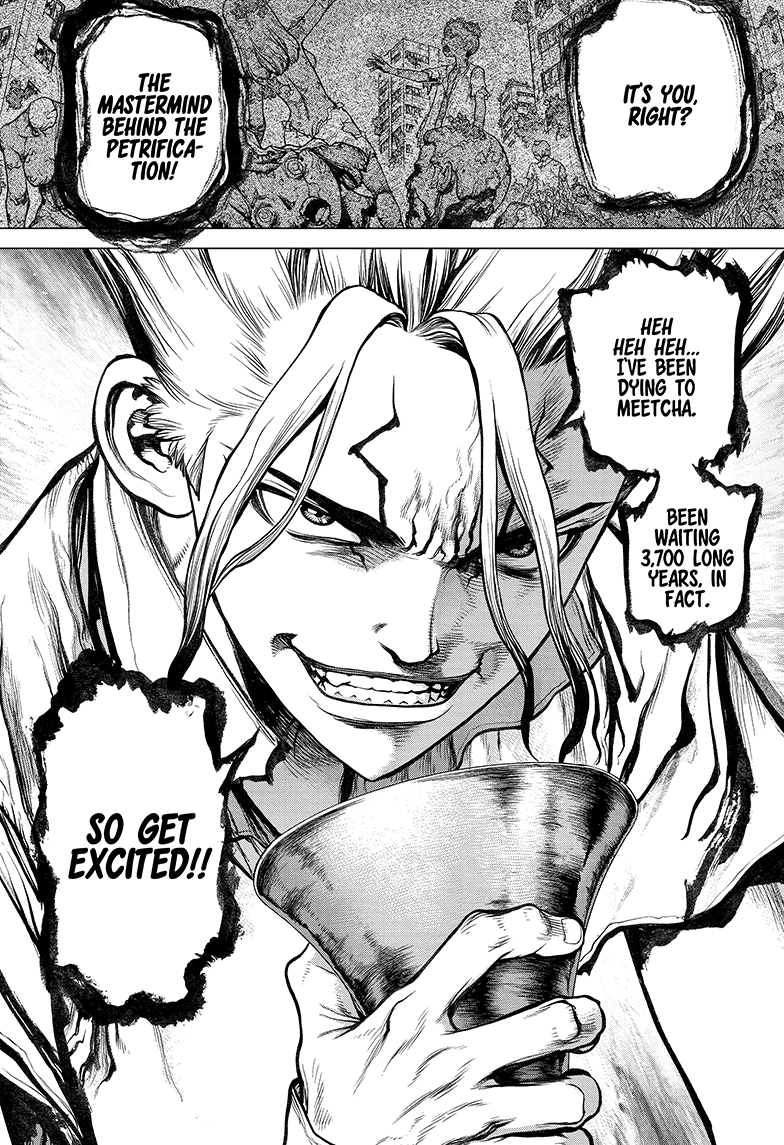 IT'S YOU,
RIGHT?
THE
MASTERMIND
BEHIND THE
PETRIFICA-
TION!
HEH
HEH HEH...
I'VE BEEN
DYING TO
MEETCHA.
BEEN
WAITING
3,700 LONG
YEARS, IN
FACT.
SO GET
EXCITED!!